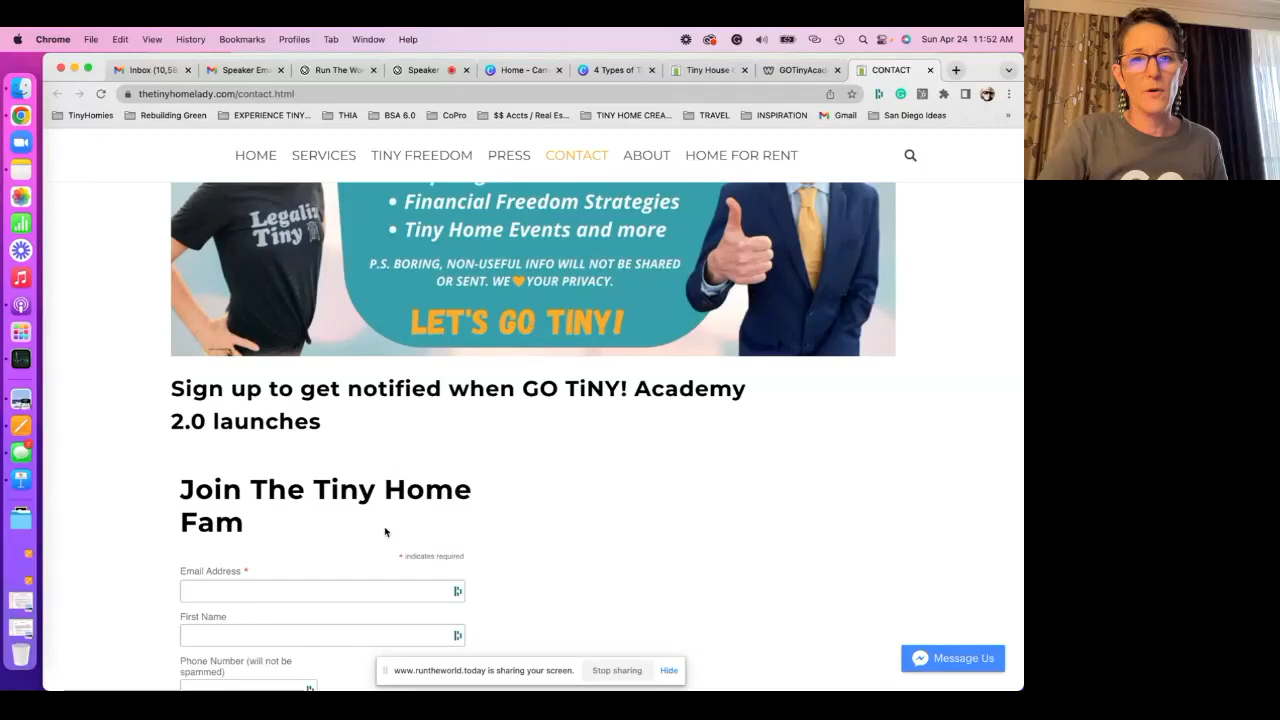 Chrome File Edit View History Bookmarks Profiles Tab Window Help Sun Apr 24 11:52 AM
Inbox (10,58 Speaker Ema Run The Wo Speaker Home - Can 4 Types of T Tiny House C GOTinyAcad CONTACT
thetinyhomelady.com/contact.html
TinyHomies Rebuilding Green EXPERIENCE TINY... THIA BSA 6.0 CoPro $$ Accts / Real Es... TINY HOME CREA... TRAVEL INSPIRATION Gmail San Diego Ideas »
HOME SERVICES TINY FREEDOM PRESS CONTACT ABOUT HOME FOR RENT
• Financial Freedom Strategies
• Tiny Home Events and more
Legaliz
Tiny
P.S. BORING, NON-USEFUL INFO WILL NOT BE SHARED
OR SENT. WE 🧡 YOUR PRIVACY.
LET'S GO TINY!
Sign up to get notified when GO TiNY! Academy
2.0 launches
Join The Tiny Home
Fam
* indicates required
Email Address *
First Name
Phone Number (will not be
spammed)
www.runtheworld.today is sharing your screen. Stop sharing Hide
Message Us
GO